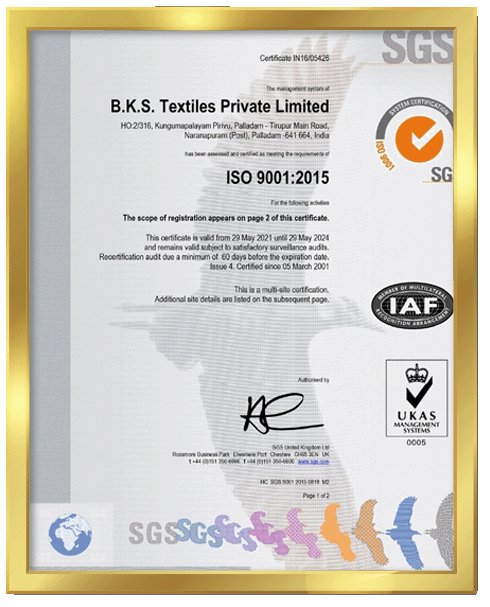 SGS
Certificate IN16/05426
The management system of
B.K.S. Textiles Private Limited
HO:2/316, Kungumapalayam Pirivu, Palladam - Tirupur Main Road,
Naranapuram (Post), Palladam -641 664, India
has been assessed and certified as meeting the requirements of
ISO 9001:2015
For the following activities
The scope of registration appears on page 2 of this certificate.
This certificate is valid from 29 May 2021 until 29 May 2024
and remains valid subject to satisfactory surveillance audits.
Recertification audit due a minimum of 60 days before the expiration date.
Issue 4. Certified since 05 March 2001
This is a multi-site certification.
Additional site details are listed on the subsequent page.
SYSTEM CERTIFICATION
ISO 9001
SG
MEMBER OF MULTILATERAL
IAF
RECOGNITION ARRANGEMENT
UKAS
MANAGEMENT
SYSTEMS
0005
Authorised by
SGS United Kingdom Ltd
Rossmore Business Park Ellesmere Port Cheshire CH65 3EN UK
t +44 (0)151 350-6666 f +44 (0)151 350-6600 www.sgs.com
HC SGS 9001 2015 0818 M2
Page 1 of 2
SGS SGS SGS SGS